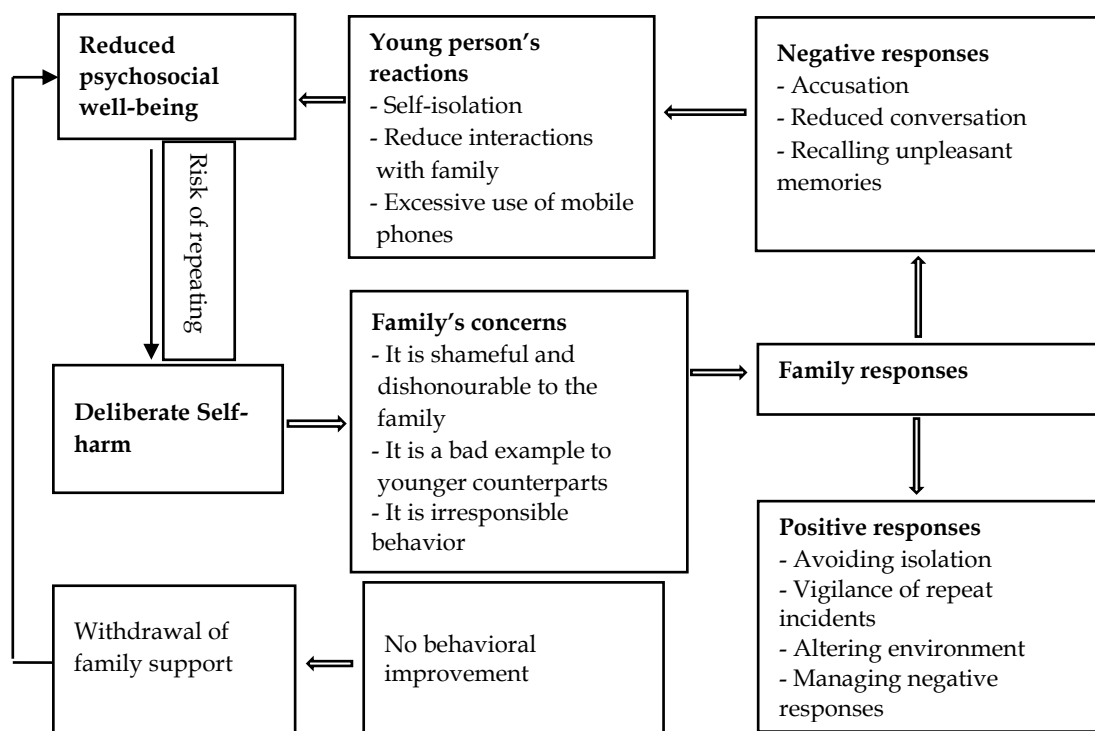 Reduced
psychosocial
well-being
Young person’s
reactions
- Self-isolation
- Reduce interactions
with family
- Excessive use of mobile
phones
Negative responses
- Accusation
- Reduced conversation
- Recalling unpleasant
memories
Risk of repeating
Deliberate Self-
harm
Family’s concerns
- It is shameful and
dishonourable to the
family
- It is a bad example to
younger counterparts
- It is irresponsible
behavior
Family responses
Positive responses
- Avoiding isolation
- Vigilance of repeat
incidents
- Altering environment
- Managing negative
responses
Withdrawal of
family support
No behavioral
improvement